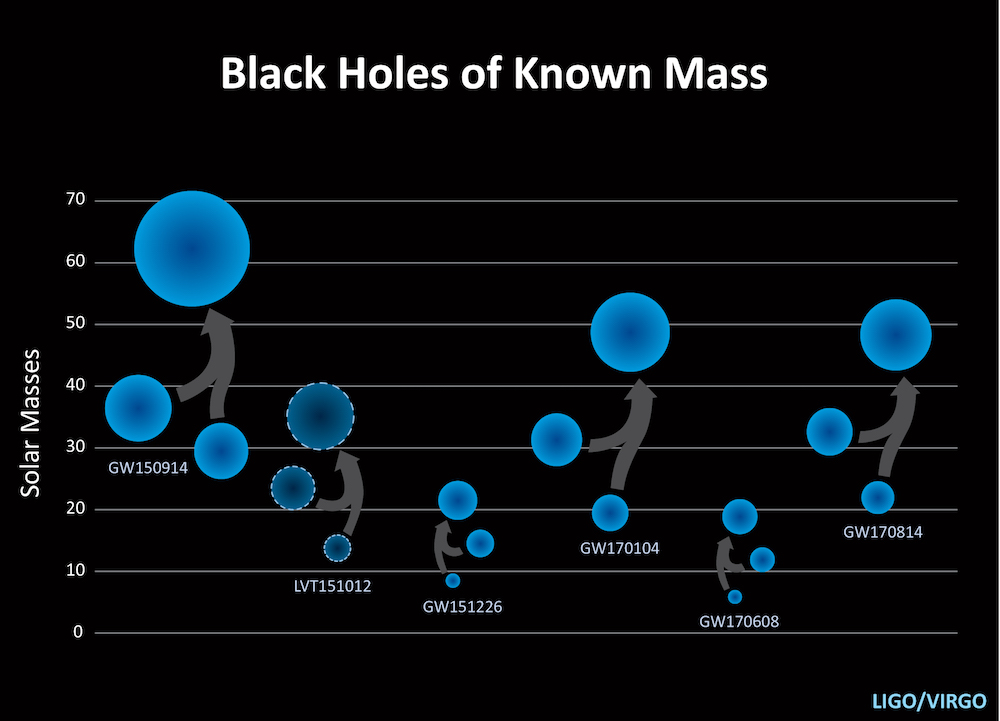 Black Holes of Known Mass
70
60
50
40
30
20
10
0
Solar Masses
GW150914
LVT151012
GW151226
GW170104
GW170608
GW170814
LIGO/VIRGO